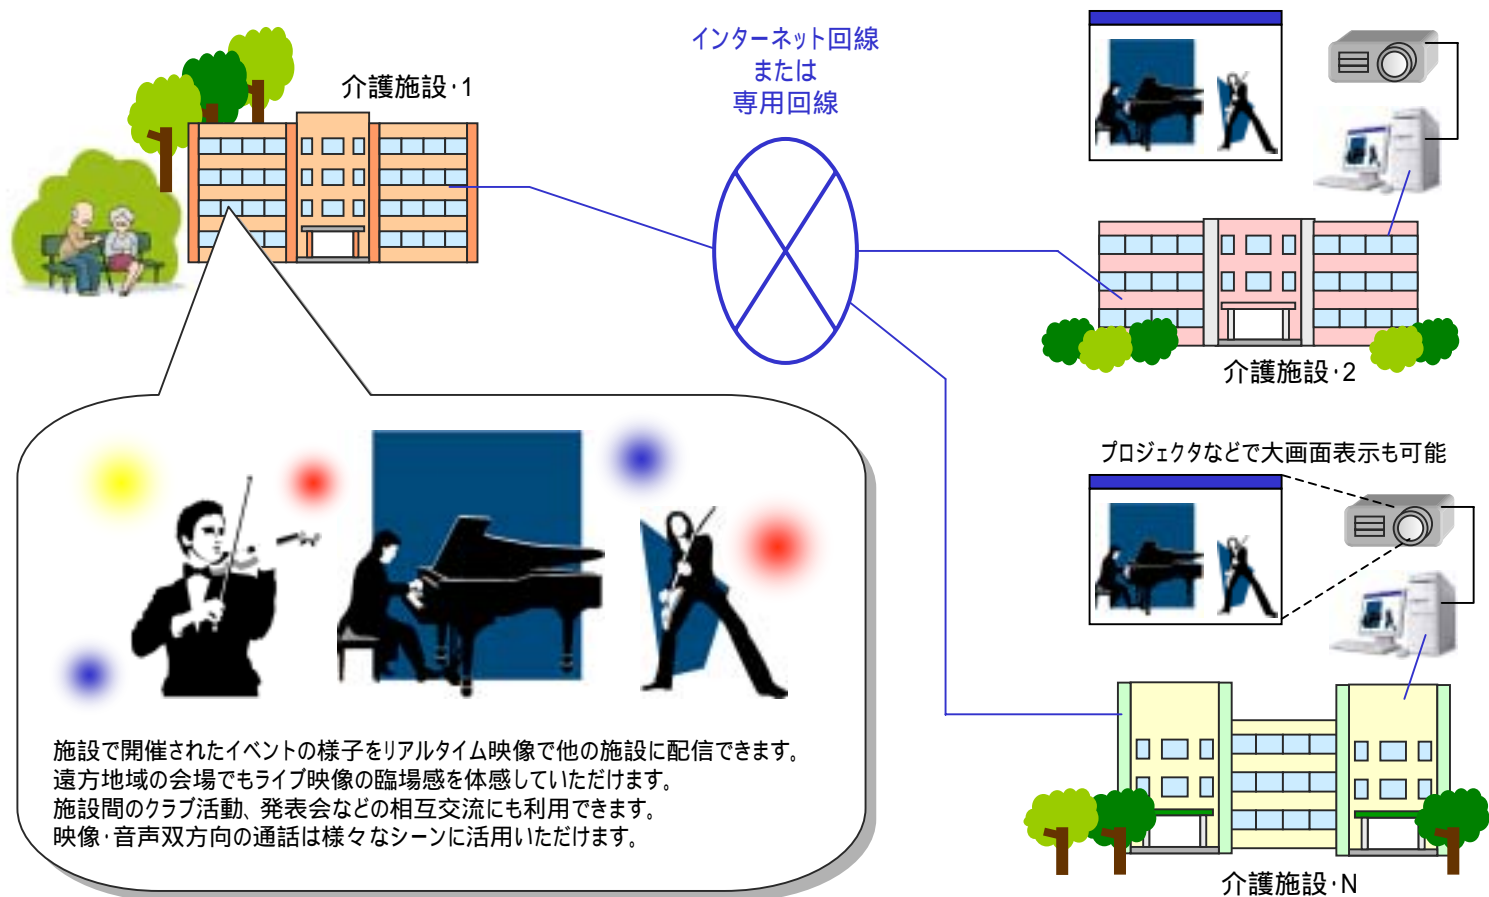 インターネット回線
または
専用回線
介護施設・1
介護施設・2
プロジェクタなどで大画面表示も可能
施設で開催されたイベントの様子をリアルタイム映像で他の施設に配信できます。
遠方地域の会場でもライブ映像の臨場感を体感していただけます。
施設間のクラブ活動、発表会などの相互交流にも利用できます。
映像・音声双方向の通話は様々なシーンに活用いただけます。
介護施設・N